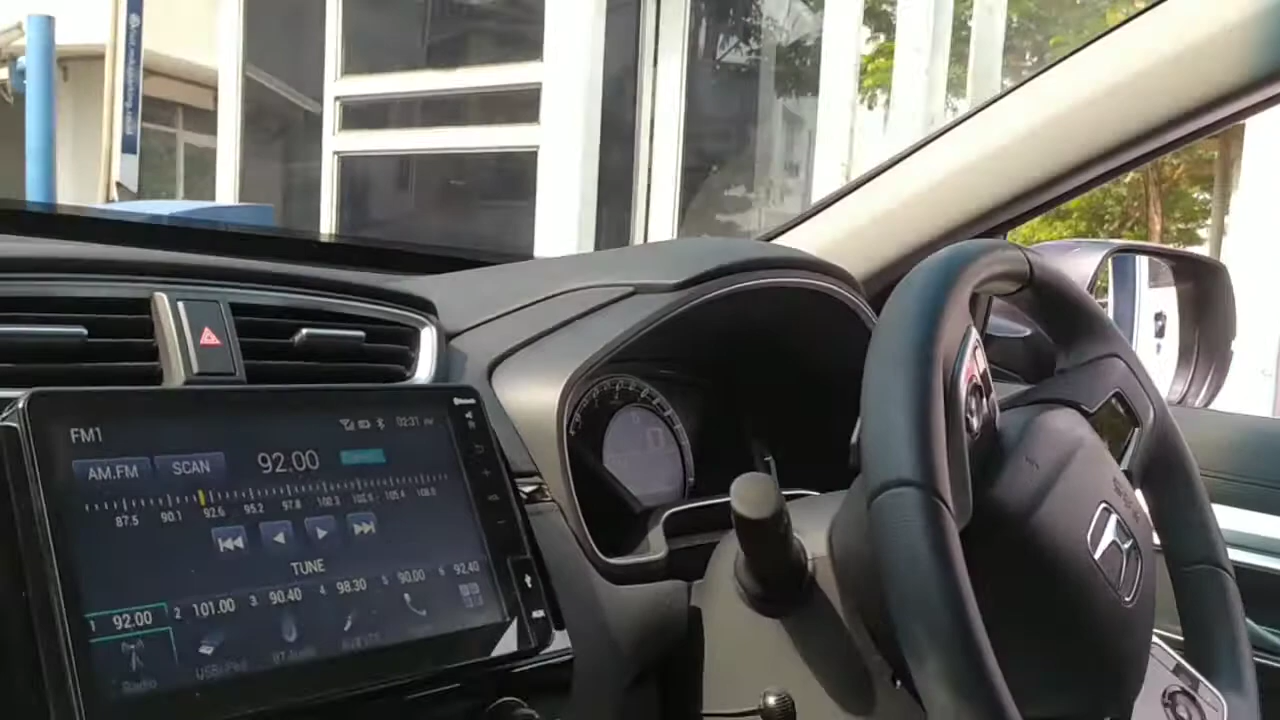 FM1
02:31
AM.FM SCAN 92.00
87.5 90.1 92.6 95.2 97.8 100.3 102.9 105.4 108.0
TUNE
1 92.00 2 101.00 3 90.40 4 98.30 5 90.00 6 92.40
Radio USB/iPod BT Audio